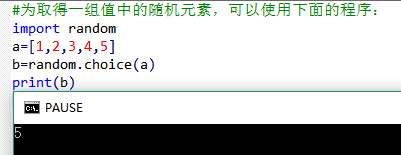 #为取得一组值中的随机元素，可以使用下面的程序：
import random
a=[1,2,3,4,5]
b=random.choice(a)
print(b)
C:\. PAUSE
5